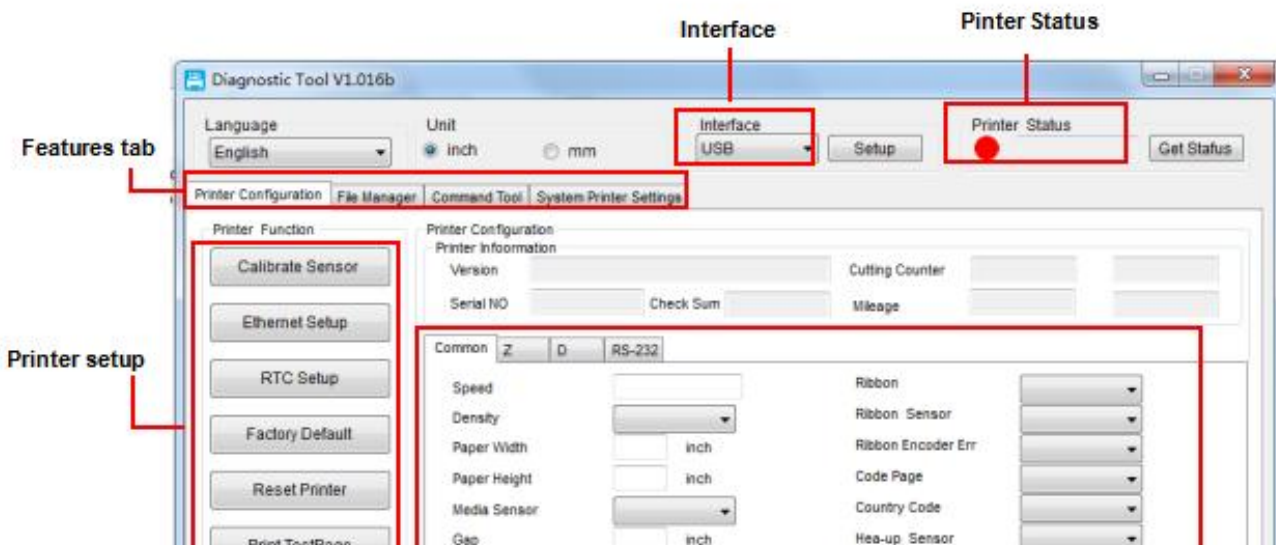 Pinter Status
Interface
Diagnostic Tool V1.016b
Language
Unit
Interface
Printer Status
English
inch
mm
USB
Setup
Get Status
Features tab
Printer Configuration
File Manager
Command Tool
System Printer Settings
Printer Function
Printer Configuration
Printer Infoormation
Calibrate Sensor
Version
Cutting Counter
Serial NO
Check Sum
Mileage
Ethernet Setup
Printer setup
Common
Z
D
RS-232
RTC Setup
Speed
Ribbon
Density
Ribbon Sensor
Factory Default
Paper Width
inch
Ribbon Encoder Err
Paper Height
inch
Code Page
Reset Printer
Media Sensor
Country Code
Print TestPage
Gap
inch
Hea-up Sensor